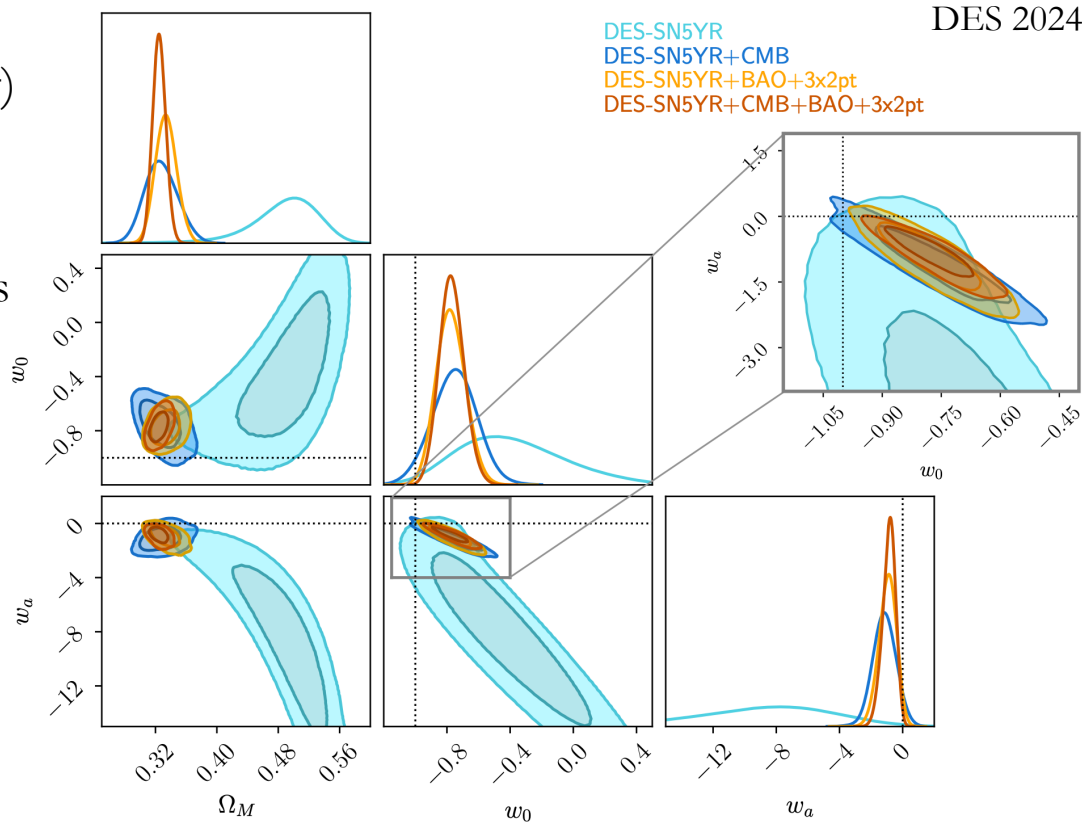 DES 2024
DES-SN5YR
DES-SN5YR+CMB
DES-SN5YR+BAO+3x2pt
DES-SN5YR+CMB+BAO+3x2pt
)
s
1.5
0.0
−1.5
−3.0
w_a
−1.05
−0.90
−0.75
−0.60
−0.45
w_0
0.4
0.0
−0.4
−0.8
w_0
0
−4
−8
−12
w_a
0.32
0.40
0.48
0.56
Ω_M
−0.8
−0.4
0.0
0.4
w_0
−12
−8
−4
0
w_a